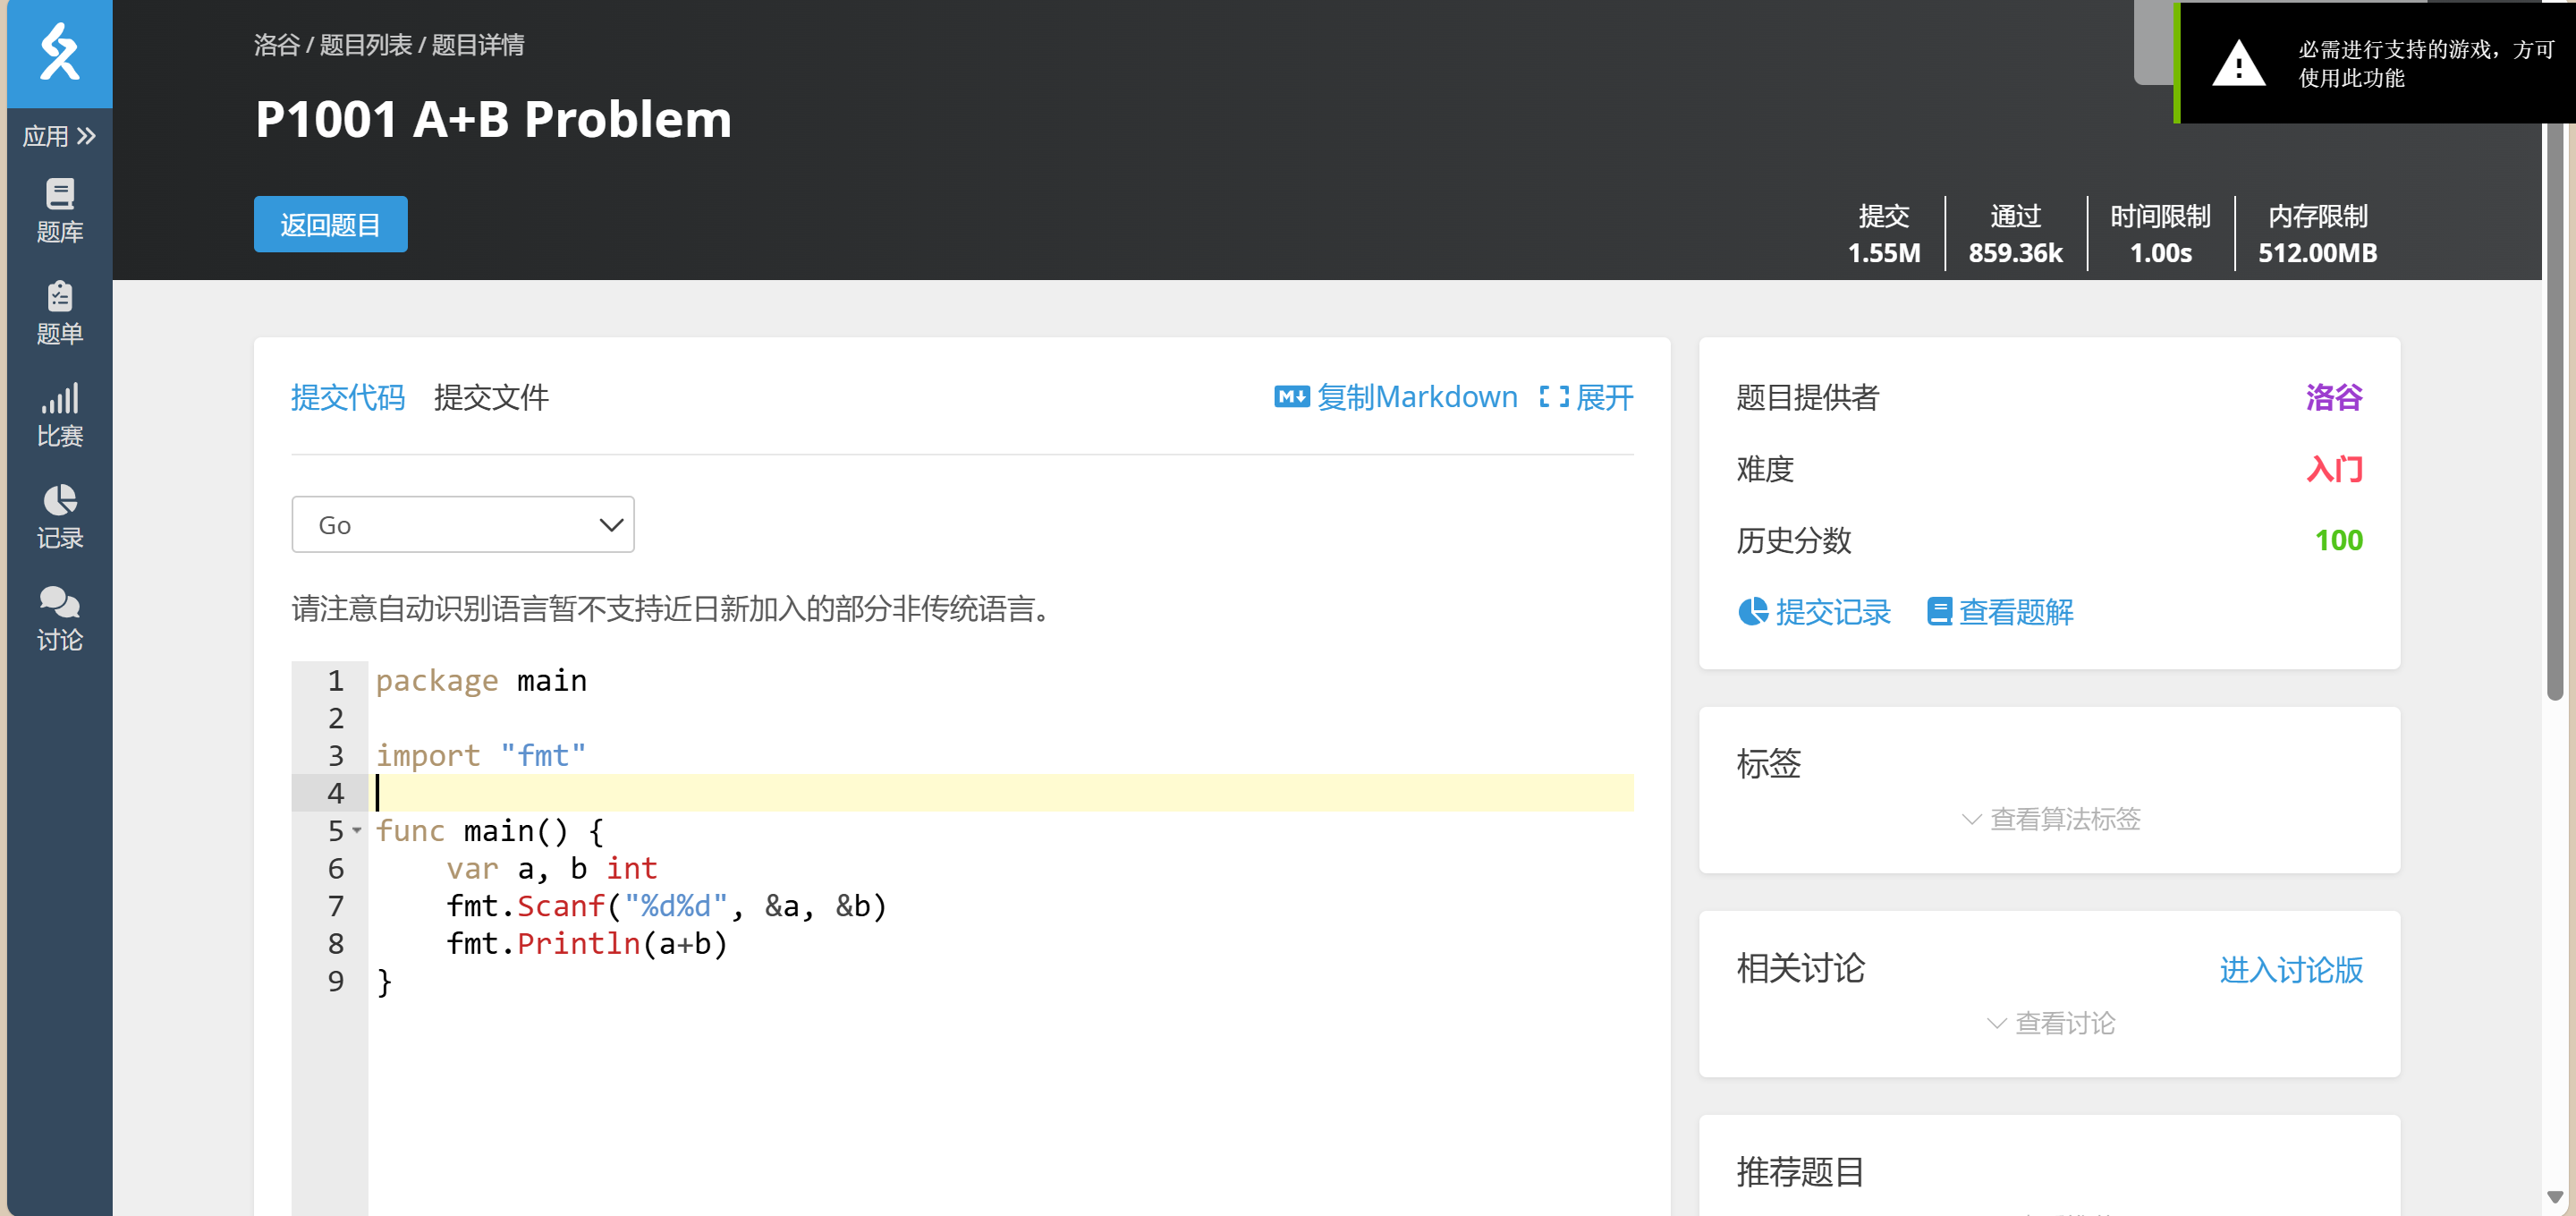 洛谷 / 题目列表 / 题目详情
必需进行支持的游戏，方可
使用此功能
P1001 A+B Problem
应用
题库
题单
比赛
记录
讨论
返回题目
提交 通过 时间限制 内存限制
1.55M 859.36k 1.00s 512.00MB
提交代码 提交文件 复制Markdown 展开
Go
请注意自动识别语言暂不支持近日新加入的部分非传统语言。
1 package main
2
3 import "fmt"
4
5 func main() {
6     var a, b int
7     fmt.Scanf("%d%d", &a, &b)
8     fmt.Println(a+b)
9 }
题目提供者 洛谷
难度 入门
历史分数 100
提交记录 查看题解
标签
查看算法标签
相关讨论 进入讨论版
查看讨论
推荐题目